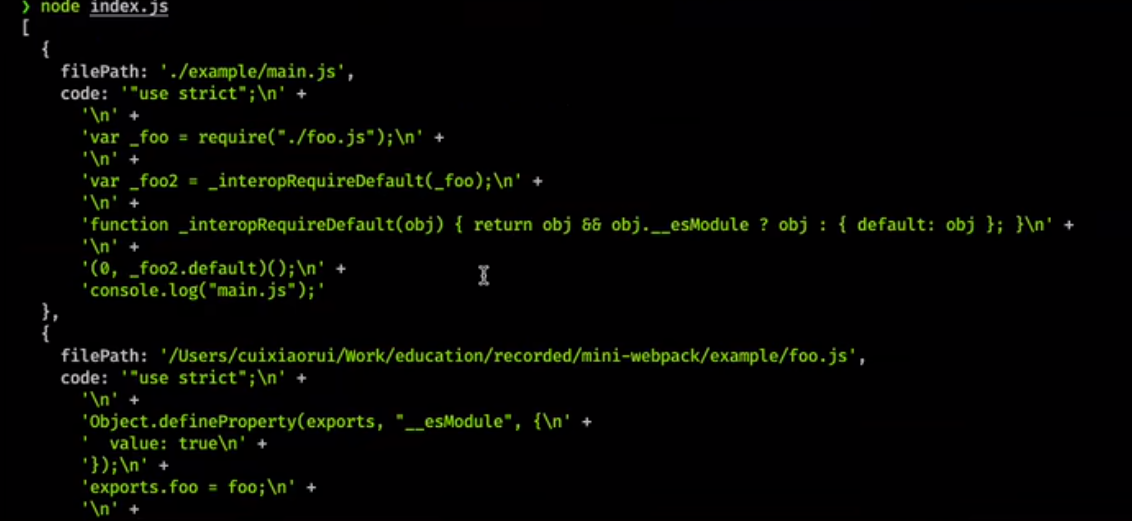 ❯ node index.js
[
  {
    filePath: './example/main.js',
    code: '"use strict";\n' +
      '\n' +
      'var _foo = require("./foo.js");\n' +
      '\n' +
      'var _foo2 = _interopRequireDefault(_foo);\n' +
      '\n' +
      'function _interopRequireDefault(obj) { return obj && obj.__esModule ? obj : { default: obj }; }\n' +
      '\n' +
      '(0, _foo2.default)();\n' +
      'console.log("main.js");'
  },
  {
    filePath: '/Users/cuixiaorui/Work/education/recorded/mini-webpack/example/foo.js',
    code: '"use strict";\n' +
      '\n' +
      'Object.defineProperty(exports, "__esModule", {\n' +
      '  value: true\n' +
      '});\n' +
      'exports.foo = foo;\n' +
      '\n' +